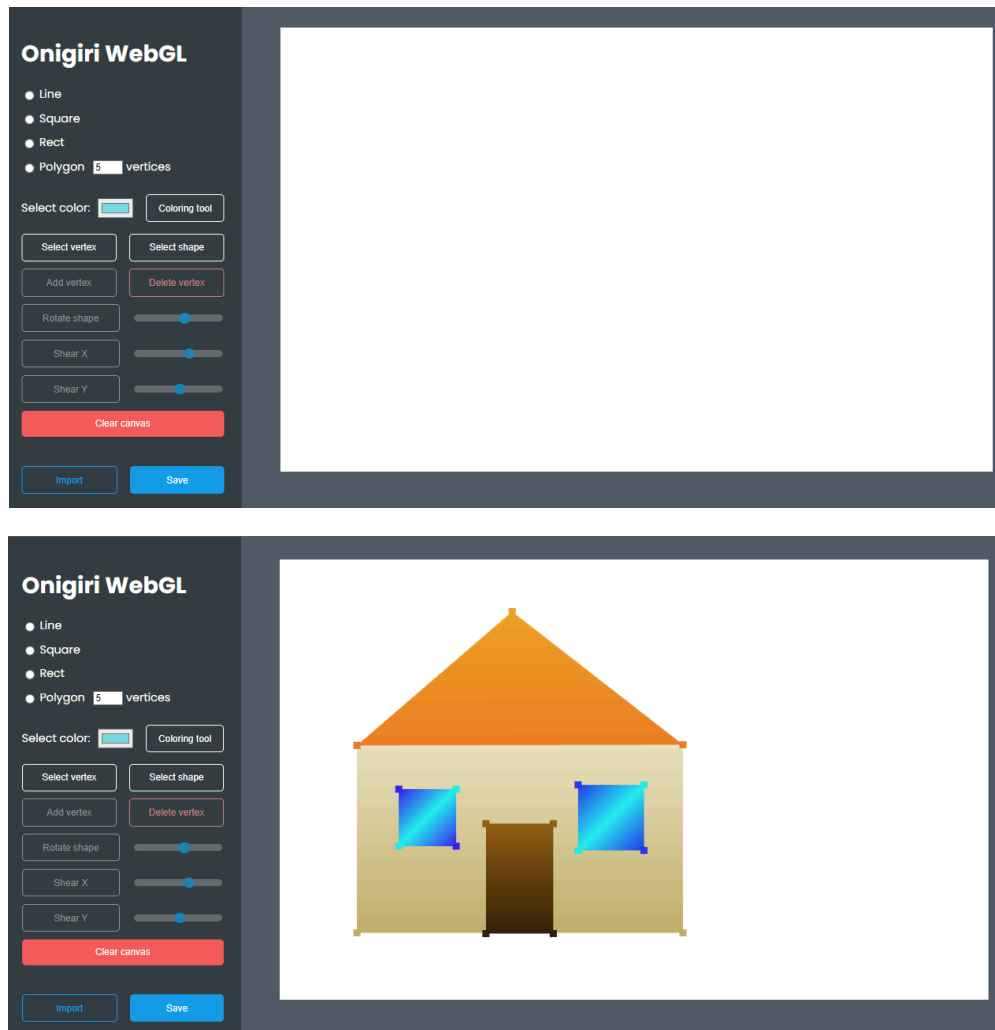 Onigiri WebGL
Line
Square
Rect
Polygon 5 vertices
Select color: Coloring tool
Select vertex Select shape
Add vertex Delete vertex
Rotate shape
Shear X
Shear Y
Clear canvas
Import Save
Onigiri WebGL
Line
Square
Rect
Polygon 5 vertices
Select color: Coloring tool
Select vertex Select shape
Add vertex Delete vertex
Rotate shape
Shear X
Shear Y
Clear canvas
Import Save